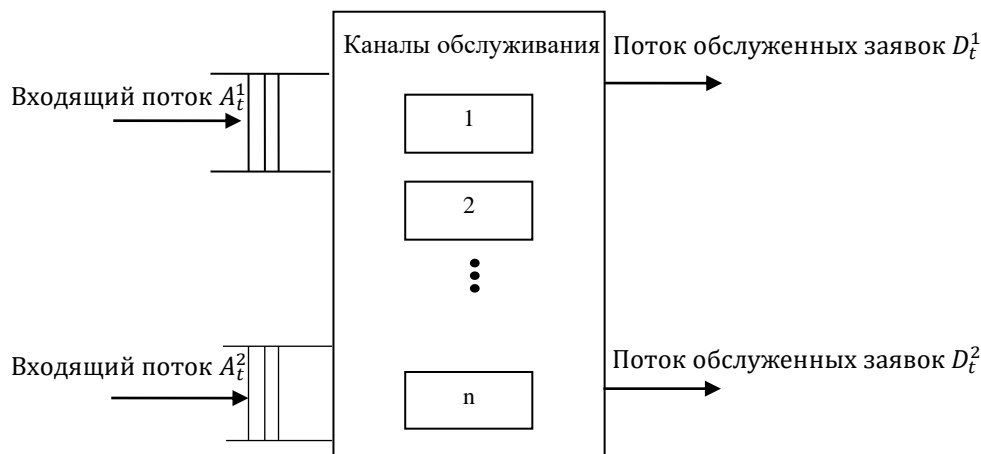 Каналы обслуживания
Поток обслуженных заявок $D_t^1$
Входящий поток $A_t^1$
1
2
Входящий поток $A_t^2$
Поток обслуженных заявок $D_t^2$
n